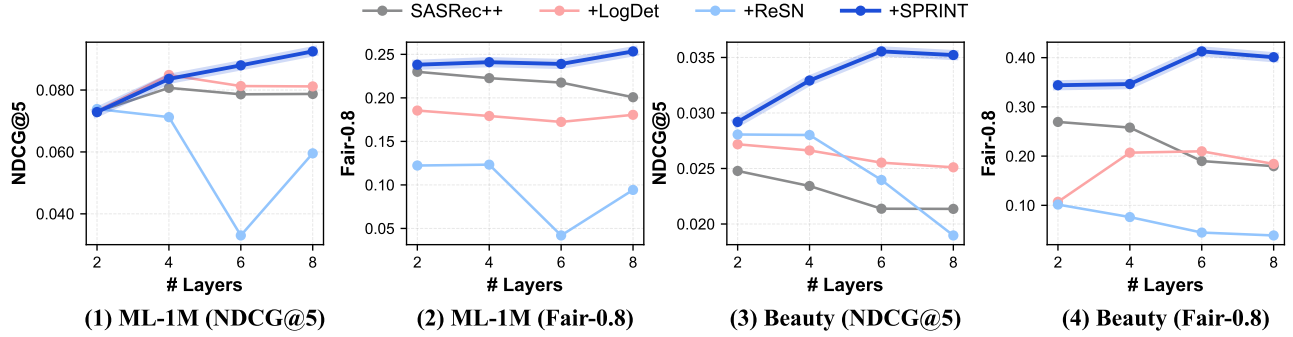 SASRec++ +LogDet +ReSN +SPRINT
NDCG@5
0.080
0.060
0.040
2 4 6 8
# Layers
(1) ML-1M (NDCG@5)
Fair-0.8
0.25
0.20
0.15
0.10
0.05
2 4 6 8
# Layers
(2) ML-1M (Fair-0.8)
NDCG@5
0.035
0.030
0.025
0.020
2 4 6 8
# Layers
(3) Beauty (NDCG@5)
Fair-0.8
0.40
0.30
0.20
0.10
2 4 6 8
# Layers
(4) Beauty (Fair-0.8)